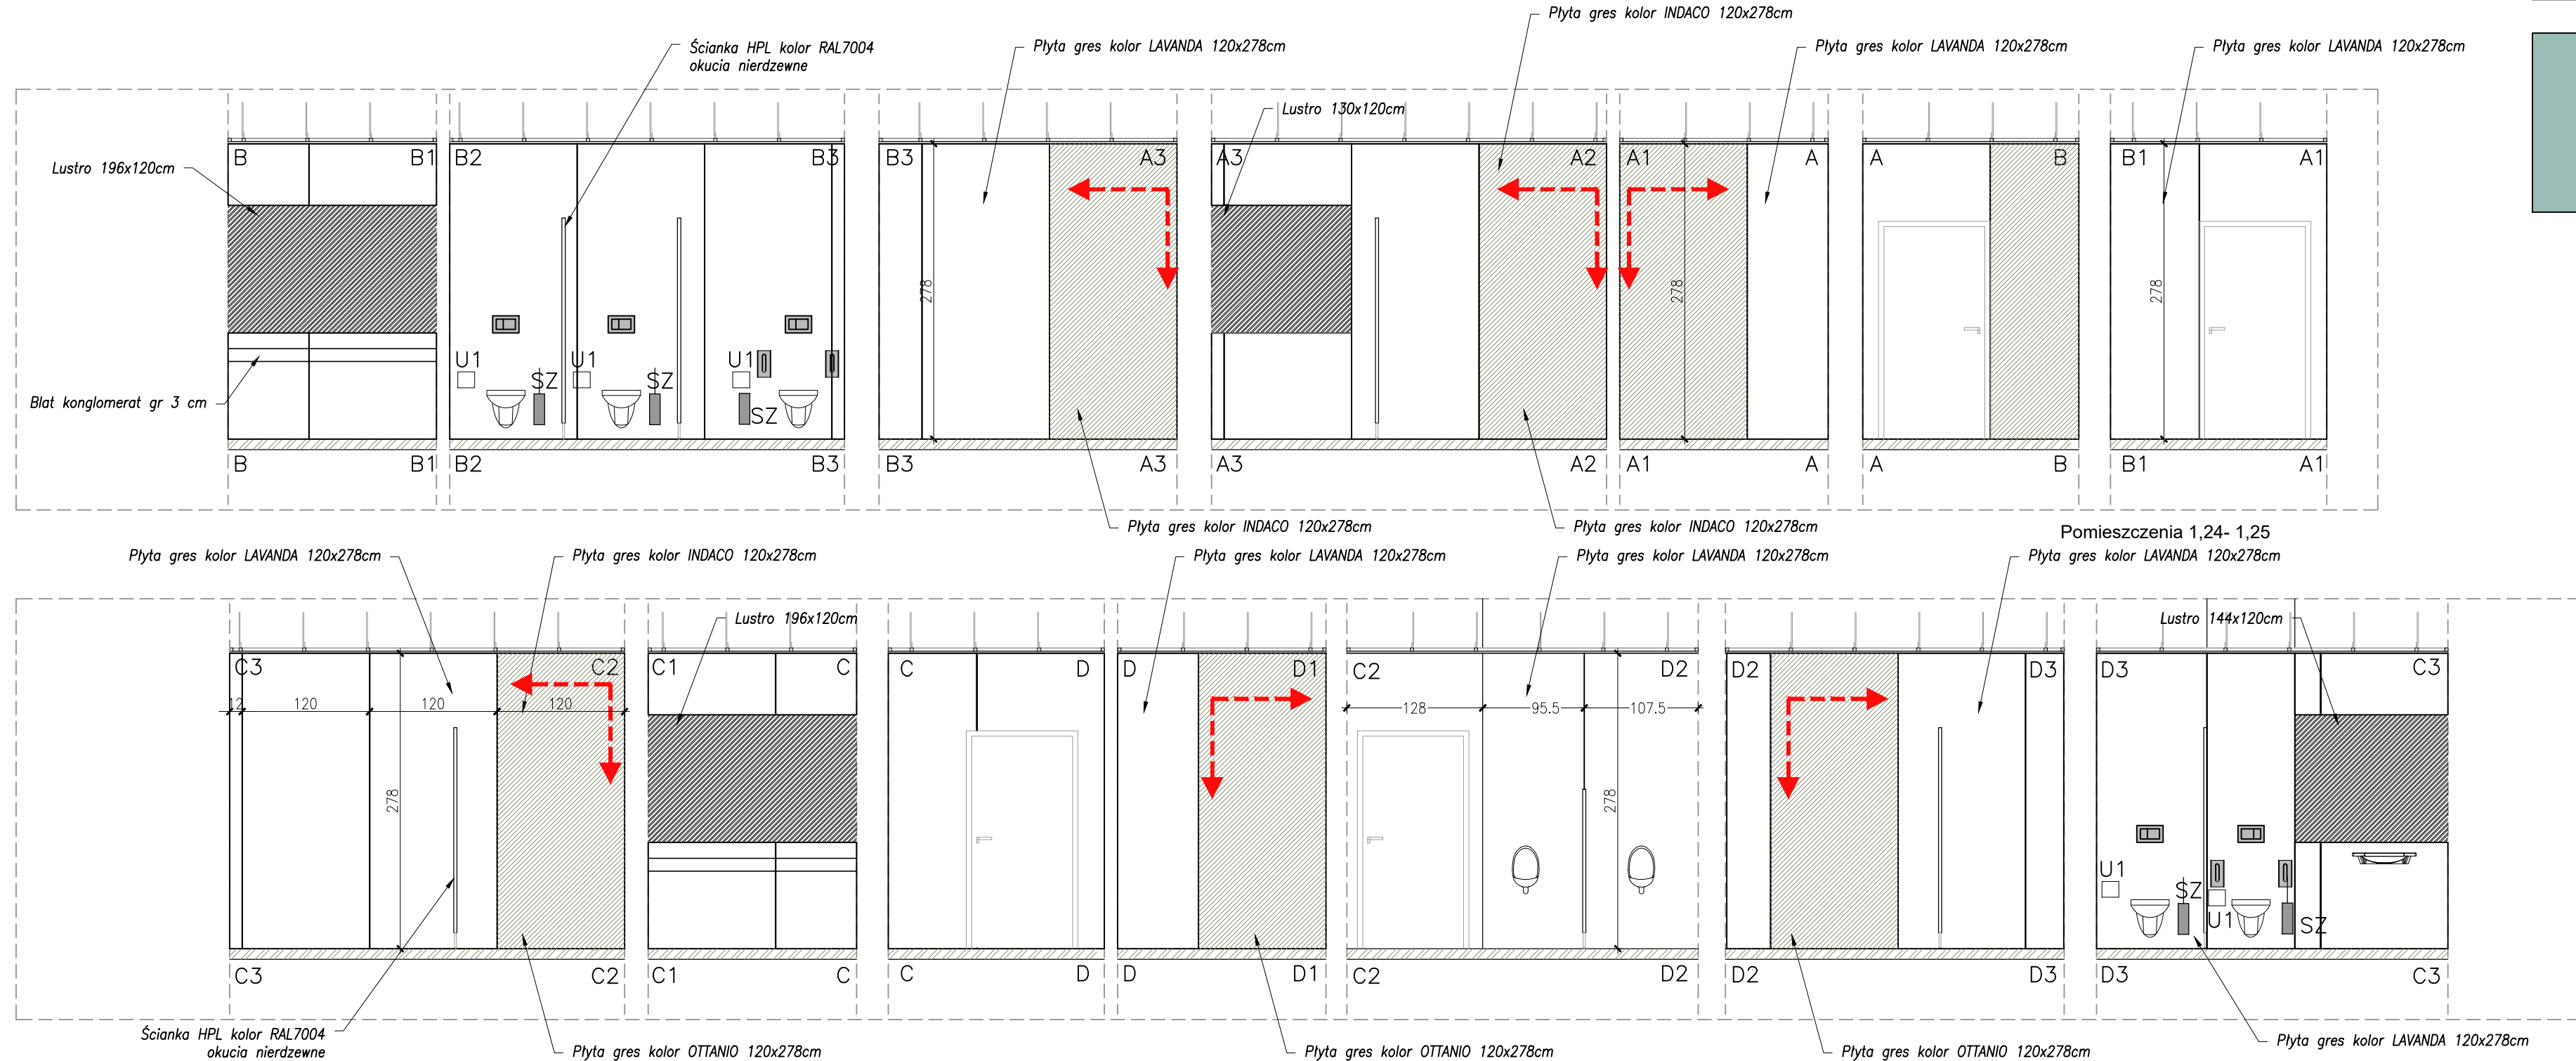 Płyta gres kolor INDACO 120x278cm
Ścianka HPL kolor RAL7004
okucia nierdzewne
Płyta gres kolor LAVANDA 120x278cm
Płyta gres kolor LAVANDA 120x278cm
Płyta gres kolor LAVANDA 120x278cm
Lustro 130x120cm
Lustro 196x120cm
B B1 B2 B3 B3 A3 A3 A2 A1 A A B B1 A1
278 278 278
U1 U1 U1
SZ SZ
SZ
Blat konglomerat gr 3 cm
B B1 B2 B3 B3 A3 A3 A2 A1 A A B B1 A1
Płyta gres kolor INDACO 120x278cm
Płyta gres kolor INDACO 120x278cm
Pomieszczenia 1,24- 1,25
Płyta gres kolor LAVANDA 120x278cm
Płyta gres kolor INDACO 120x278cm
Płyta gres kolor LAVANDA 120x278cm
Płyta gres kolor LAVANDA 120x278cm
Płyta gres kolor LAVANDA 120x278cm
Lustro 196x120cm
Lustro 144x120cm
C3 C2 C1 C C D D D1 C2 D2 D2 D3 D3 C3
12 120 120 120
128 95.5 107.5
278 278
U1 SZ
U1 SZ
C3 C2 C1 C C D D D1 C2 D2 D2 D3 D3 C3
Ścianka HPL kolor RAL7004
okucia nierdzewne
Płyta gres kolor OTTANIO 120x278cm
Płyta gres kolor OTTANIO 120x278cm
Płyta gres kolor OTTANIO 120x278cm
Płyta gres kolor LAVANDA 120x278cm